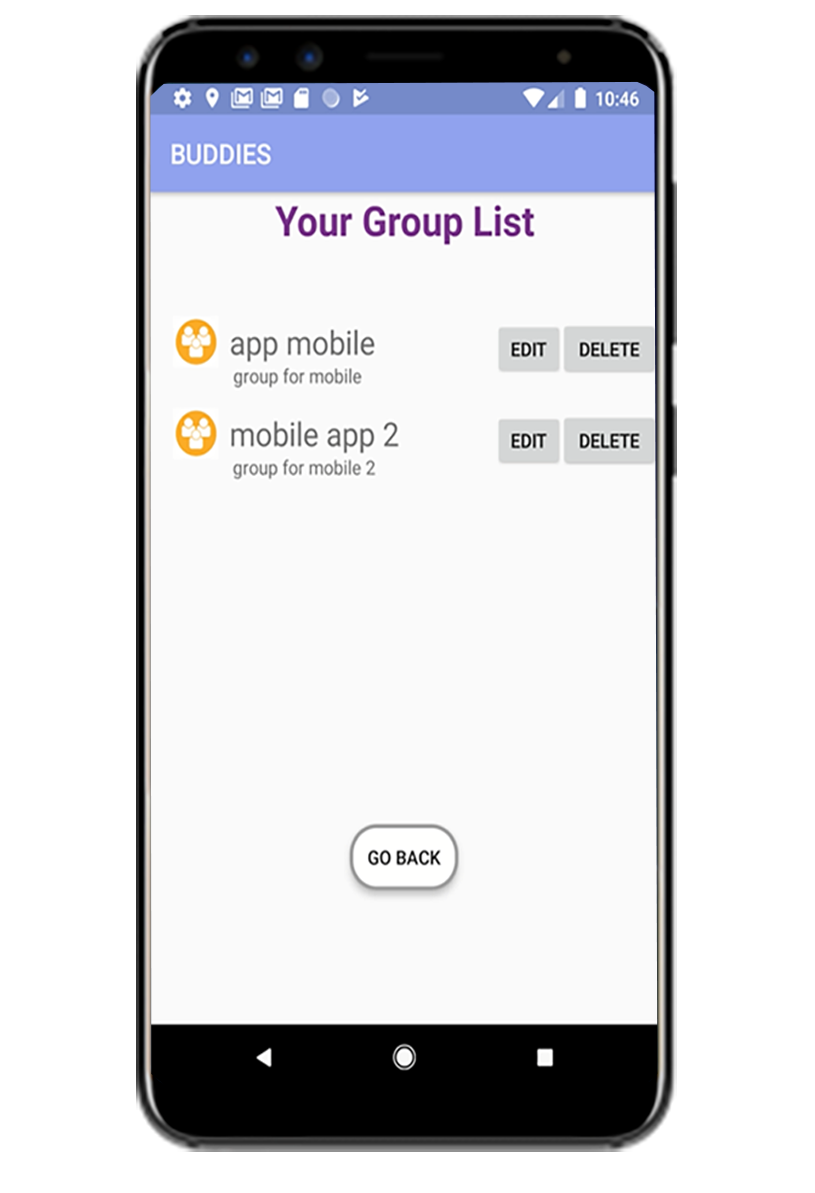 10:46
BUDDIES
Your Group List
app mobile
EDIT DELETE
group for mobile
mobile app 2
EDIT DELETE
group for mobile 2
GO BACK